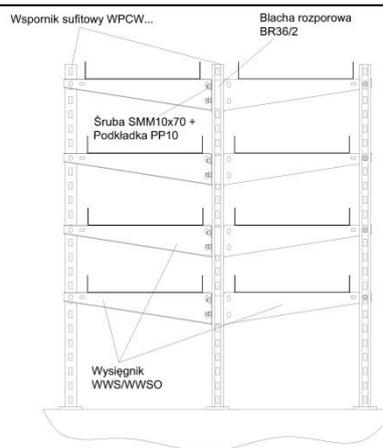 Wspornik sufitowy WPCW...
Blacha rozporowa
BR36/2
Śruba SMM10x70 +
Podkładka PP10
Wysięgnik
WWS/WWSO